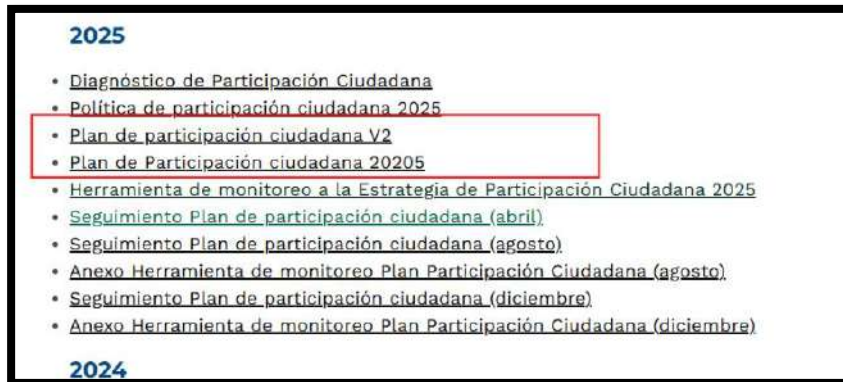 2025
• Diagnóstico de Participación Ciudadana
• Política de participación ciudadana 2025
• Plan de participación ciudadana V2
• Plan de Participación ciudadana 20205
• Herramienta de monitoreo a la Estrategia de Participación Ciudadana 2025
• Seguimiento Plan de participación ciudadana (abril)
• Seguimiento Plan de participación ciudadana (agosto)
• Anexo Herramienta de monitoreo Plan Participación Ciudadana (agosto)
• Seguimiento Plan de participación ciudadana (diciembre)
• Anexo Herramienta de monitoreo Plan Participación Ciudadana (diciembre)
2024